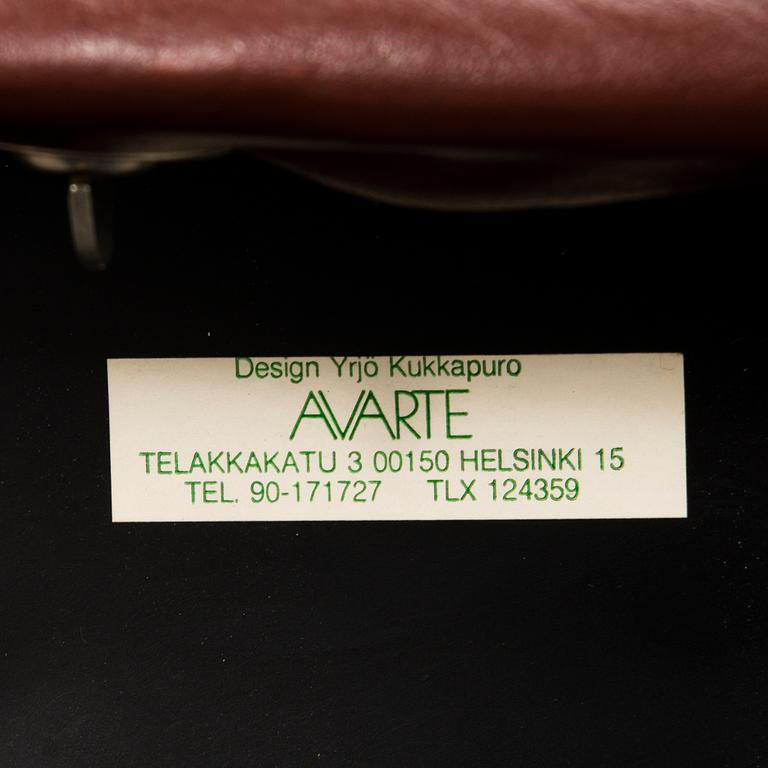 Design Yrjö Kukkapuro
AVARTE
TELAKKAKATU 3 00150 HELSINKI 15
TEL. 90-171727 TLX 124359